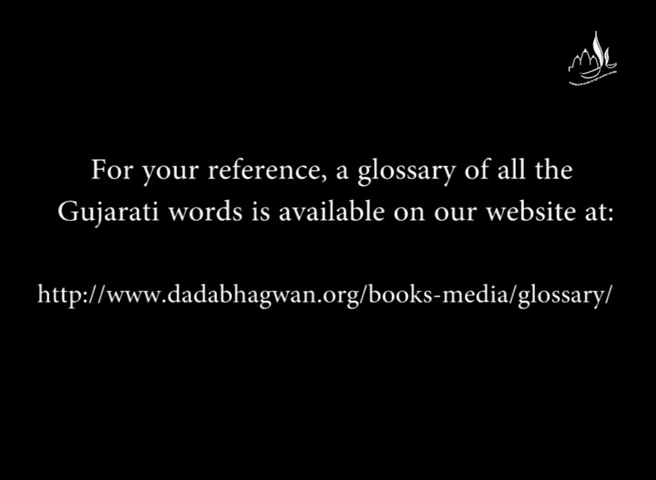 For your reference, a glossary of all the
Gujarati words is available on our website at:
http://www.dadabhagwan.org/books-media/glossary/